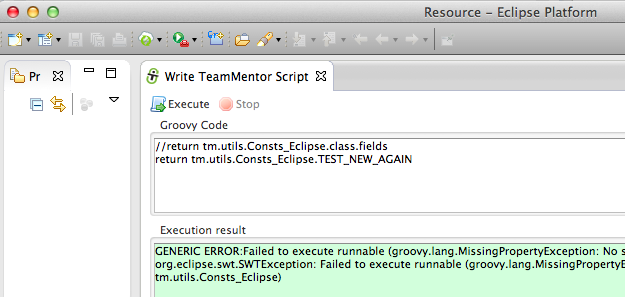 Resource – Eclipse Platform
Pr
Write TeamMentor Script
Execute Stop
Groovy Code
//return tm.utils.Consts_Eclipse.class.fields
return tm.utils.Consts_Eclipse.TEST_NEW_AGAIN
Execution result
GENERIC ERROR:Failed to execute runnable (groovy.lang.MissingPropertyException: No s
org.eclipse.swt.SWTException: Failed to execute runnable (groovy.lang.MissingPropertyE
tm.utils.Consts_Eclipse)